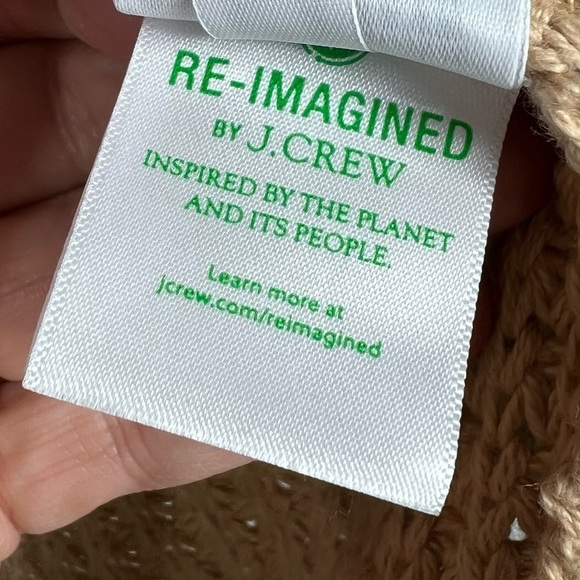 RE-IMAGINED
BY J.CREW
INSPIRED BY THE PLANET
AND ITS PEOPLE.
Learn more at
jcrew.com/reimagined